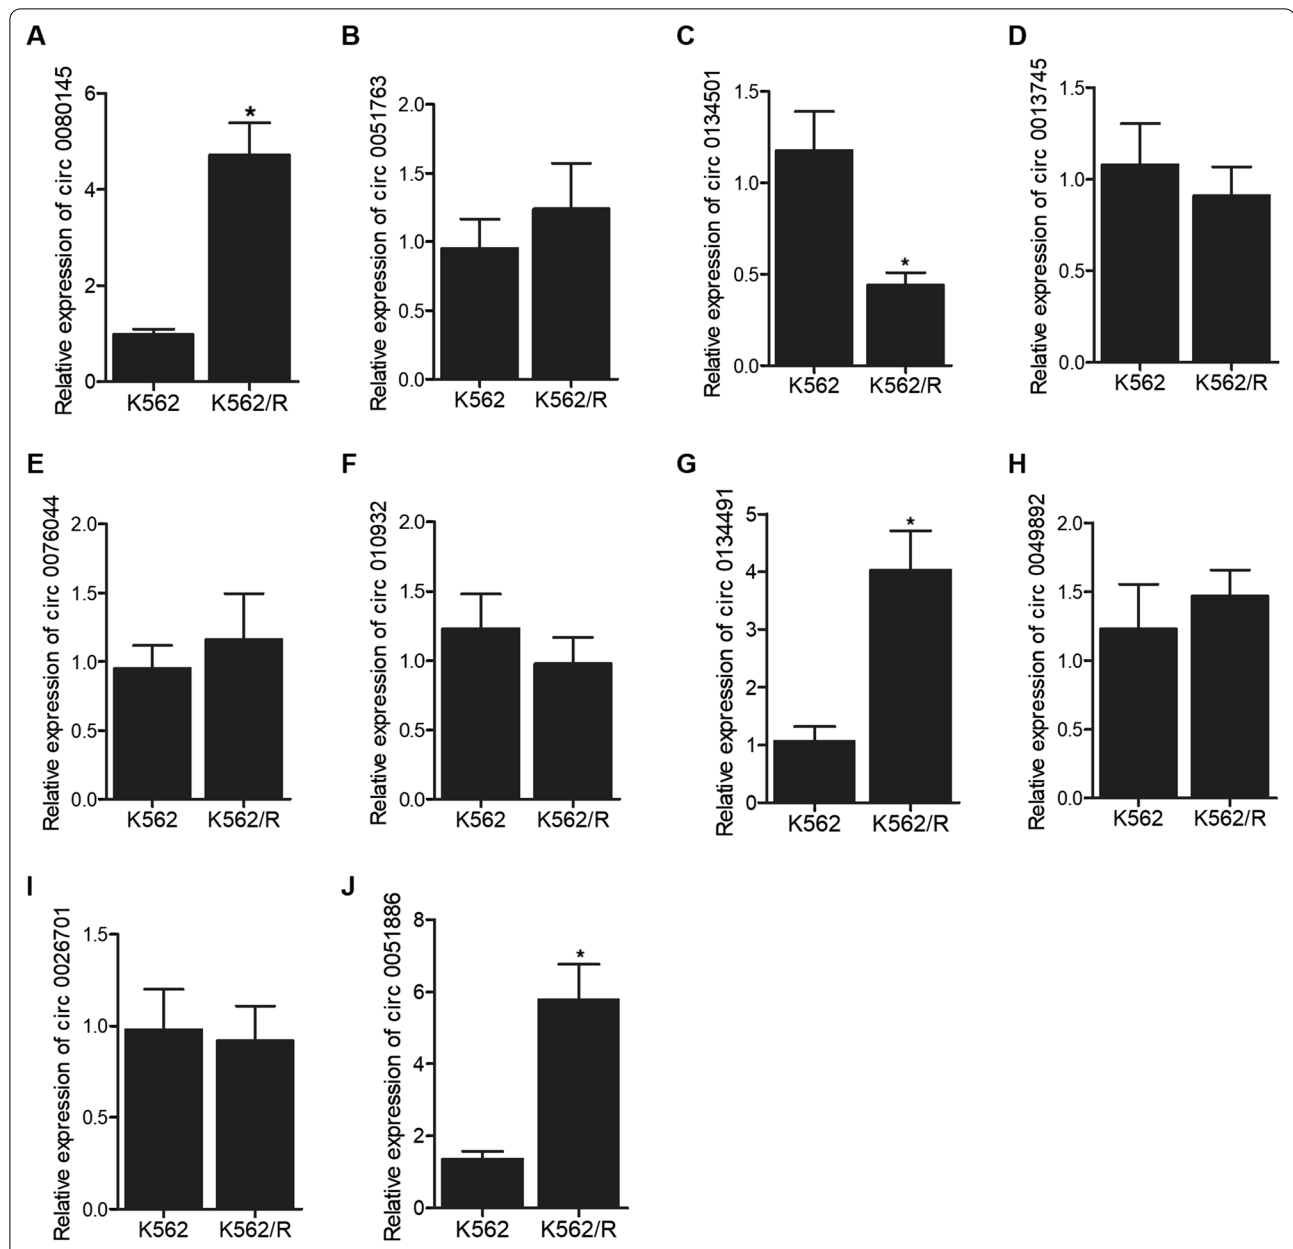 A
Relative expression of circ 0080145
6
4
2
0
*
K562 K562/R
B
Relative expression of circ 0051763
2.0
1.5
1.0
0.5
0.0
K562 K562/R
C
Relative expression of circ 0134501
1.5
1.0
0.5
0.0
*
K562 K562/R
D
Relative expression of circ 0013745
1.5
1.0
0.5
0.0
K562 K562/R
E
Relative expression of circ 0076044
2.0
1.5
1.0
0.5
0.0
K562 K562/R
F
Relative expression of circ 010932
2.0
1.5
1.0
0.5
0.0
K562 K562/R
G
Relative expression of circ 0134491
5
4
3
2
1
0
*
K562 K562/R
H
Relative expression of circ 0049892
2.0
1.5
1.0
0.5
0.0
K562 K562/R
I
Relative expression of circ 0026701
1.5
1.0
0.5
0.0
K562 K562/R
J
Relative expression of circ 0051886
8
6
4
2
0
*
K562 K562/R